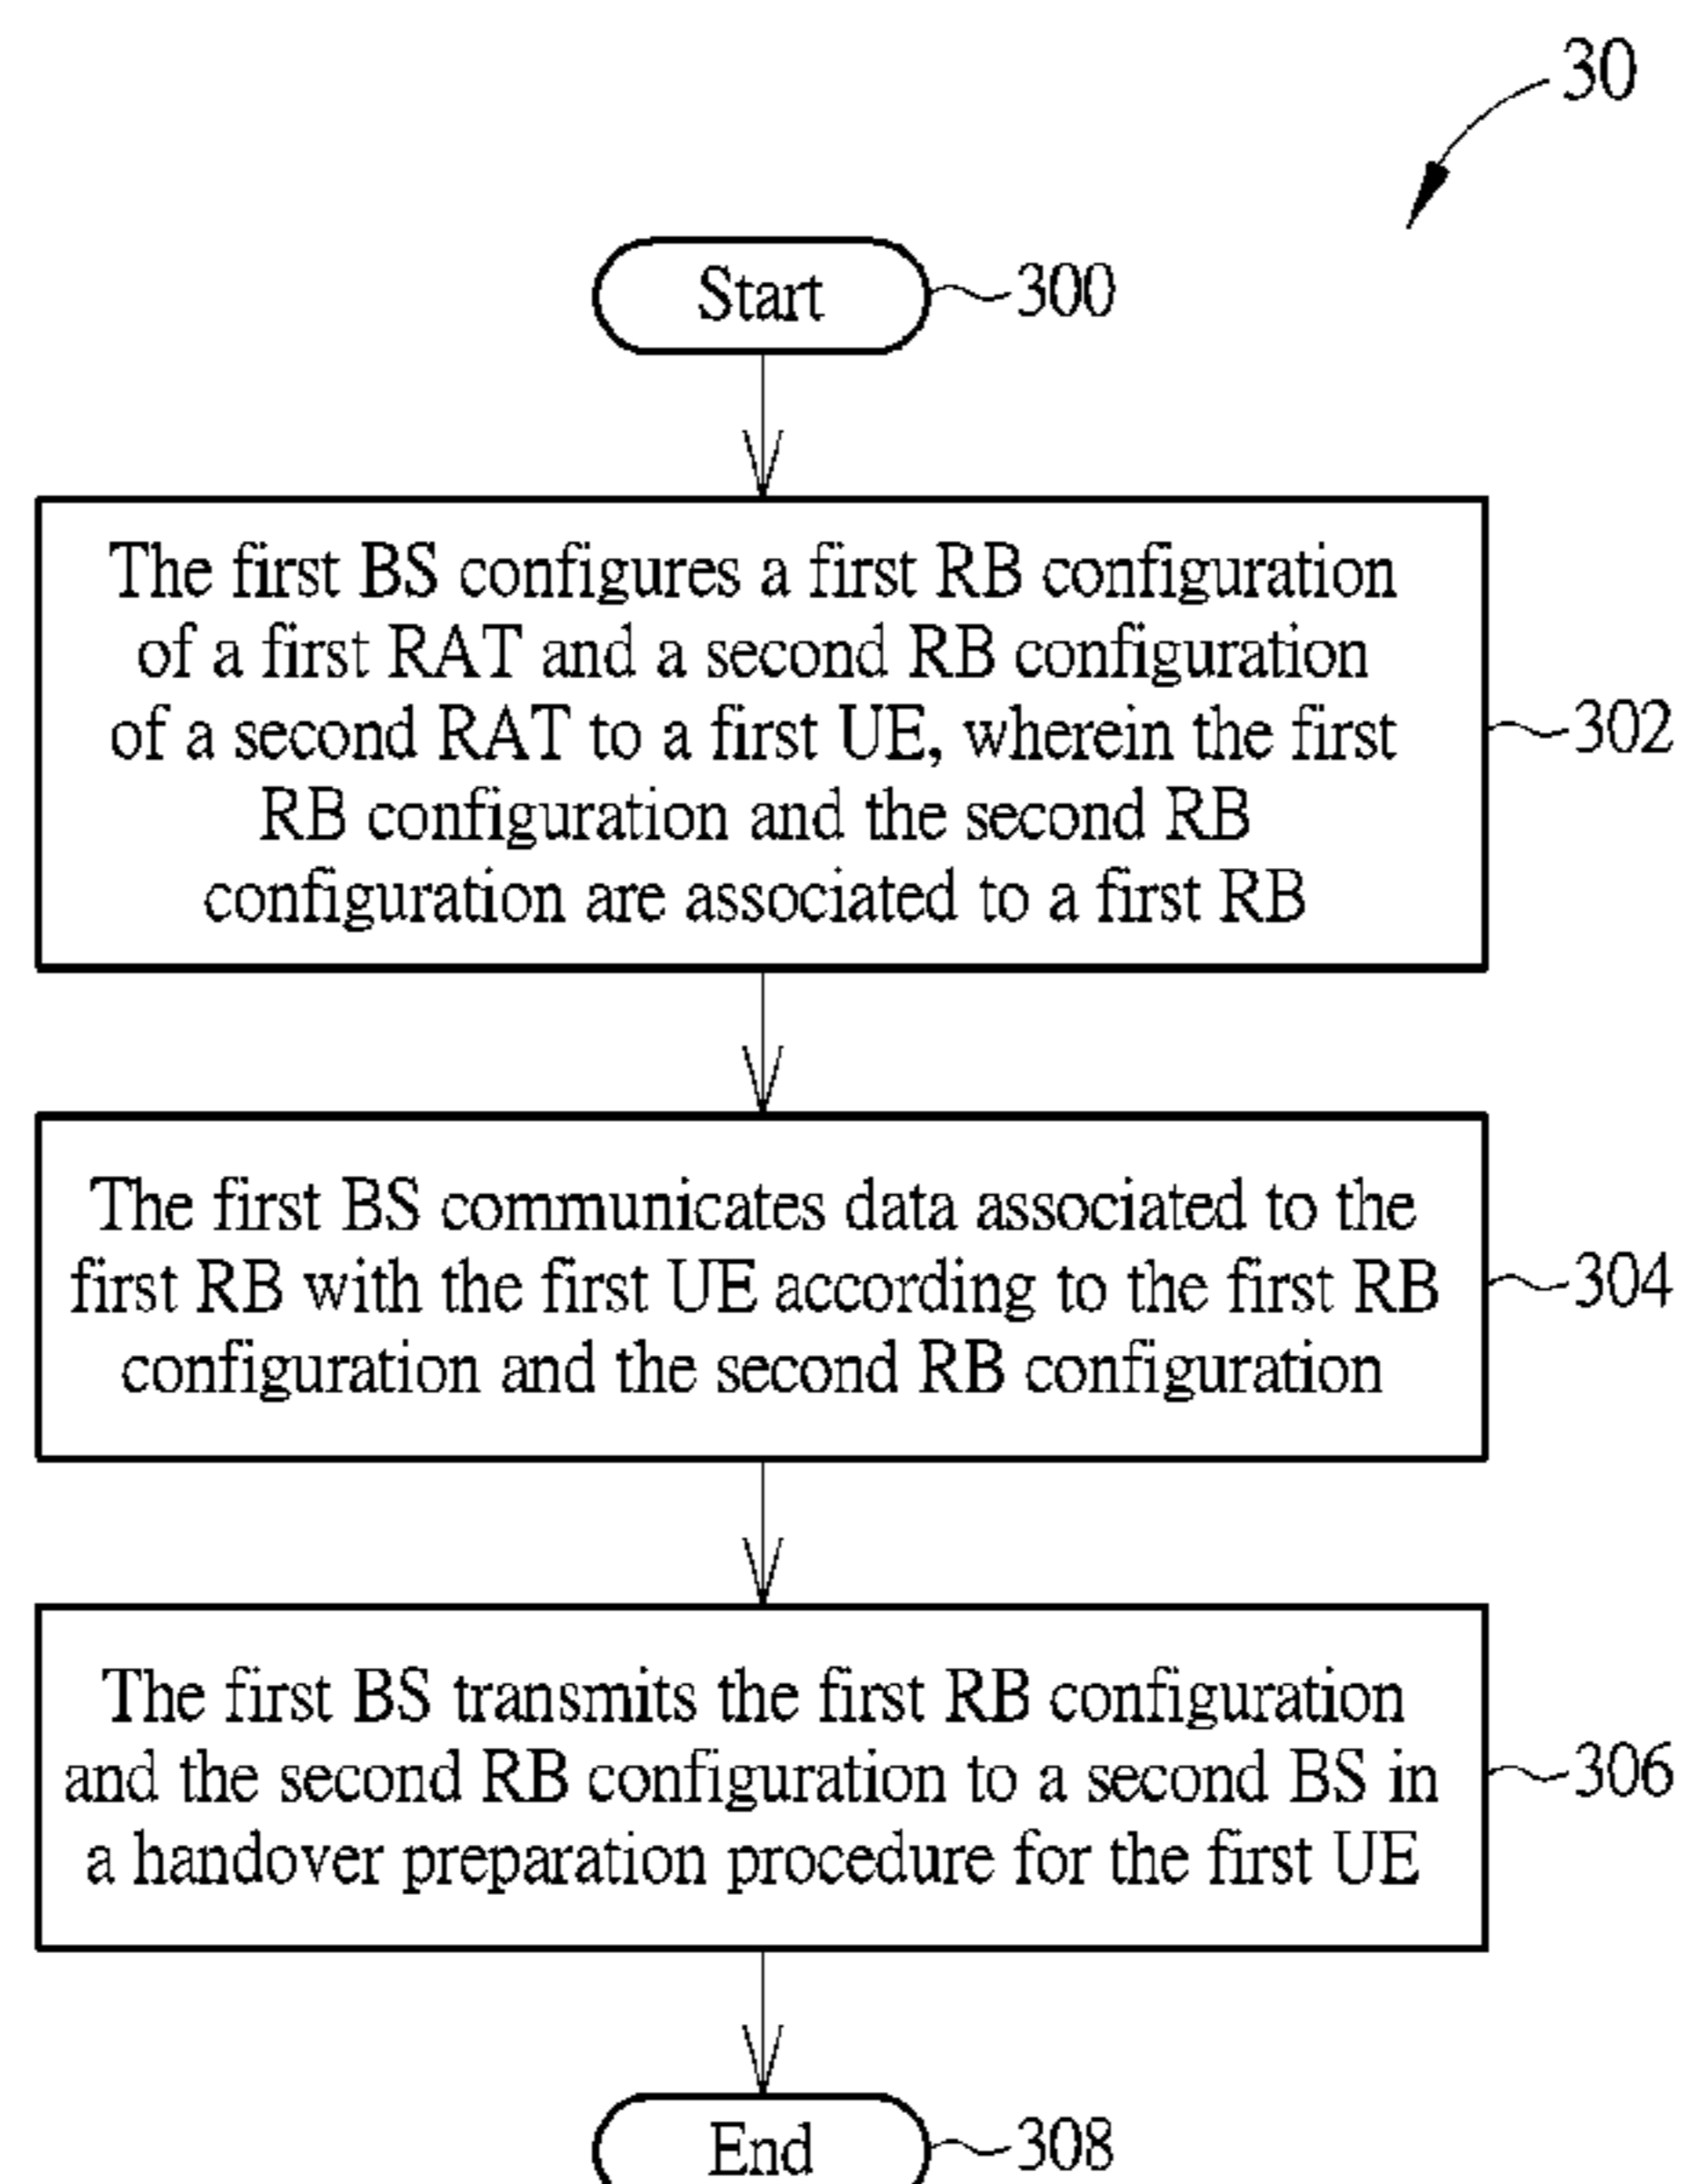 30
Start
300
The first BS configures a first RB configuration
of a first RAT and a second RB configuration
of a second RAT to a first UE, wherein the first
RB configuration and the second RB
configuration are associated to a first RB
302
The first BS communicates data associated to the
first RB with the first UE according to the first RB
configuration and the second RB configuration
304
The first BS transmits the first RB configuration
and the second RB configuration to a second BS in
a handover preparation procedure for the first UE
306
End
308